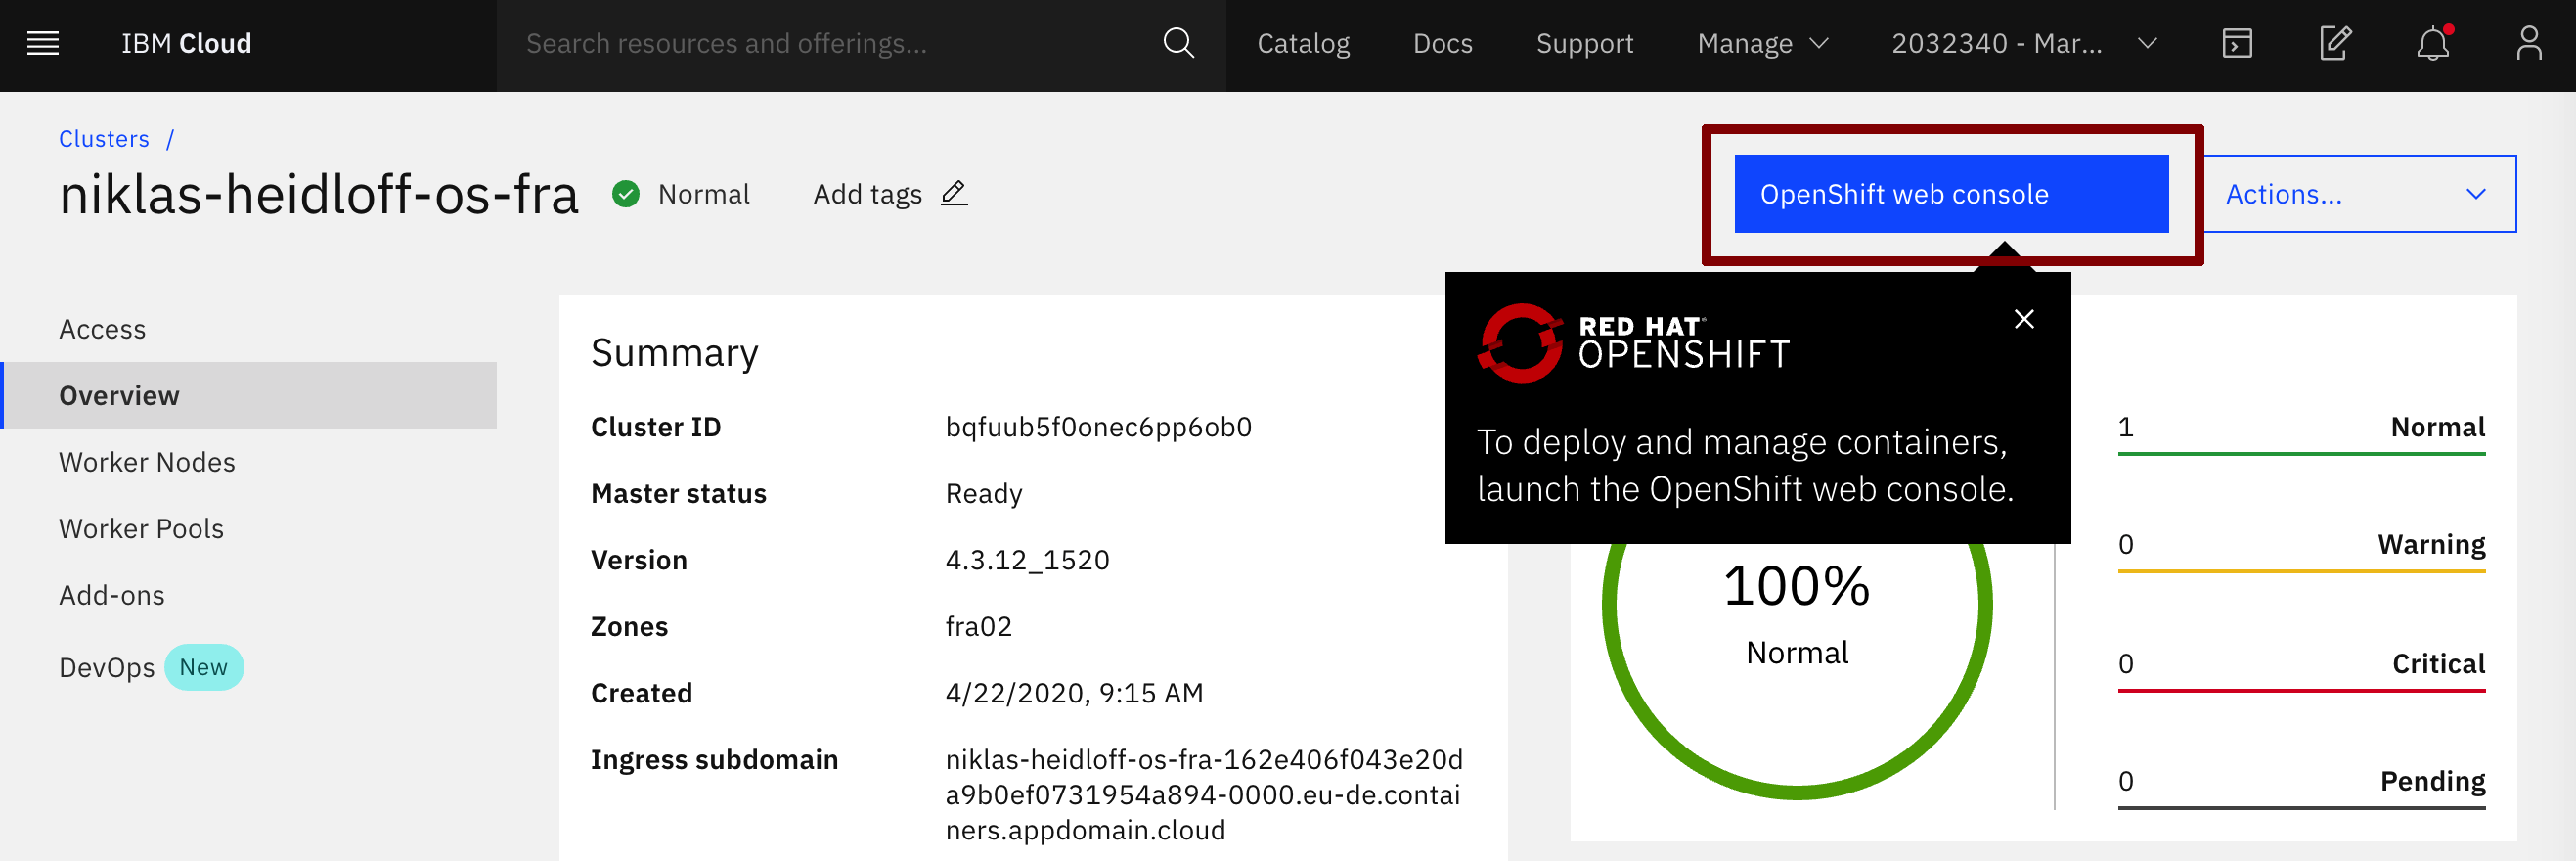 IBM Cloud
Search resources and offerings...
Catalog
Docs
Support
Manage
2032340 - Mar...
Clusters /
niklas-heidloff-os-fra
Normal
Add tags
OpenShift web console
Actions...
Access
Overview
Worker Nodes
Worker Pools
Add-ons
DevOps New
Summary
Cluster ID bqfuub5f0onec6pp6ob0
Master status Ready
Version 4.3.12_1520
Zones fra02
Created 4/22/2020, 9:15 AM
Ingress subdomain niklas-heidloff-os-fra-162e406f043e20d
a9b0ef0731954a894-0000.eu-de.contai
ners.appdomain.cloud
RED HAT
OPENSHIFT
To deploy and manage containers,
launch the OpenShift web console.
100%
Normal
1 Normal
0 Warning
0 Critical
0 Pending